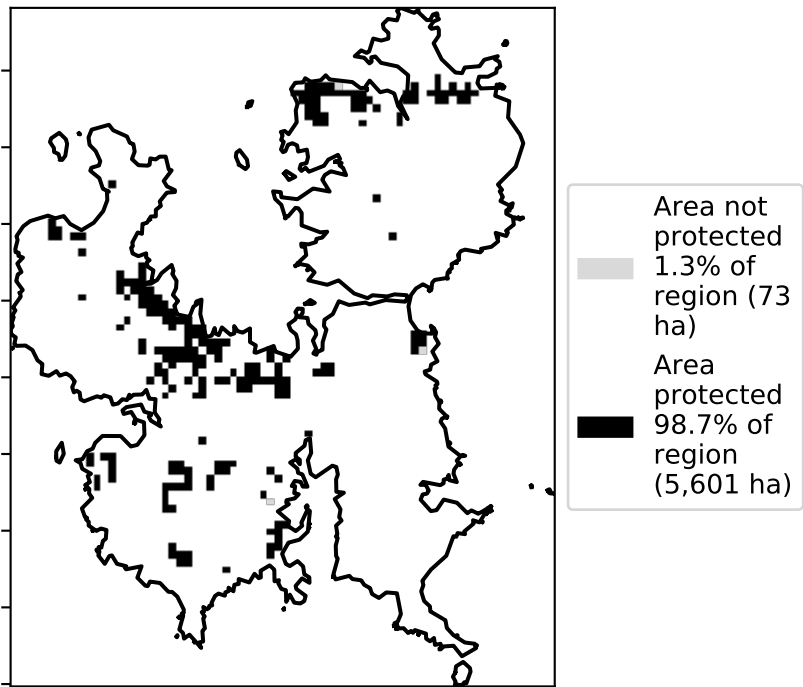 Area not
protected
1.3% of
region (73
ha)
Area
protected
98.7% of
region
(5,601 ha)